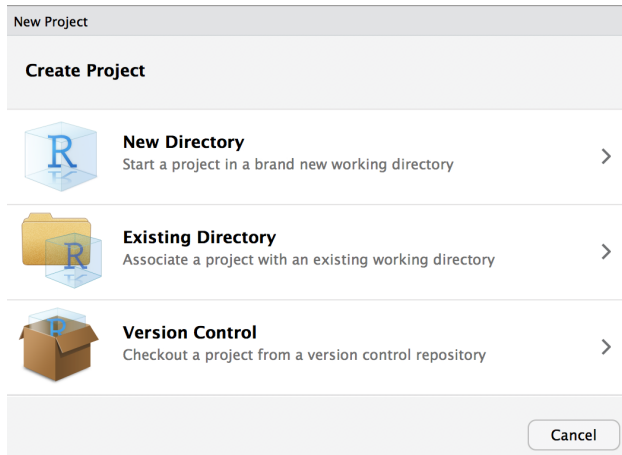 New Project
Create Project
R
New Directory
Start a project in a brand new working directory
R
Existing Directory
Associate a project with an existing working directory
R
Version Control
Checkout a project from a version control repository
Cancel